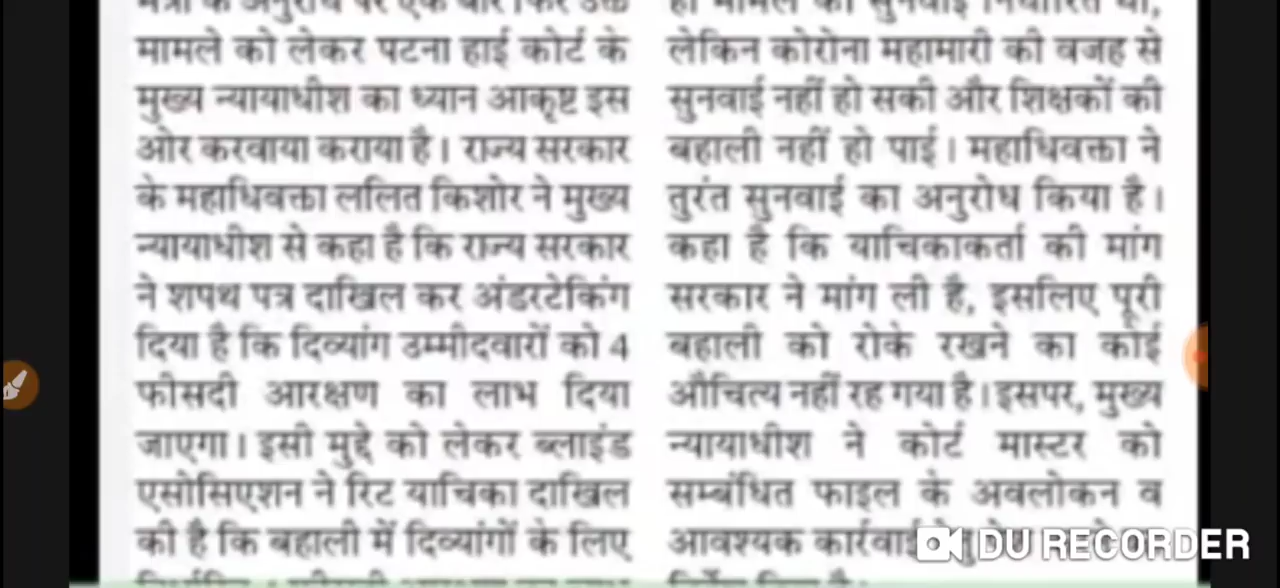 मामले को लेकर पटना हाई कोर्ट के
मुख्य न्यायाधीश का ध्यान आकृष्ट इस
ओर करवाया कराया है। राज्य सरकार
के महाधिवक्ता ललित किशोर ने मुख्य
न्यायाधीश से कहा है कि राज्य सरकार
ने शपथ पत्र दाखिल कर अंडरटेकिंग
दिया है कि दिव्यांग उम्मीदवारों को 4
फीसदी आरक्षण का लाभ दिया
जाएगा। इसी मुद्दे को लेकर ब्लाइंड
एसोसिएशन ने रिट याचिका दाखिल
की है कि बहाली में दिव्यांगों के लिए
ही मामले की सुनवाई निर्धारित थी,
लेकिन कोरोना महामारी की वजह से
सुनवाई नहीं हो सकी और शिक्षकों की
बहाली नहीं हो पाई। महाधिवक्ता ने
तुरंत सुनवाई का अनुरोध किया है।
कहा है कि याचिकाकर्ता की मांग
सरकार ने मांग ली है, इसलिए पूरी
बहाली को रोके रखने का कोई
औचित्य नहीं रह गया है।इसपर, मुख्य
न्यायाधीश ने कोर्ट मास्टर को
सम्बंधित फाइल के अवलोकन व
आवश्यक कार्रवाई
DU RECORDER